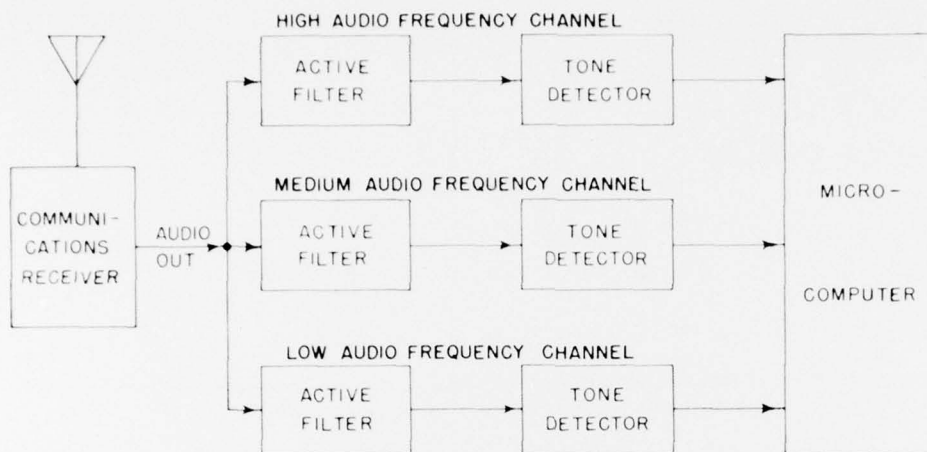 HIGH AUDIO FREQUENCY CHANNEL
ACTIVE
FILTER
TONE
DETECTOR
MEDIUM AUDIO FREQUENCY CHANNEL
COMMUNI-
CATIONS
RECEIVER
AUDIO
OUT
ACTIVE
FILTER
TONE
DETECTOR
MICRO-
COMPUTER
LOW AUDIO FREQUENCY CHANNEL
ACTIVE
FILTER
TONE
DETECTOR